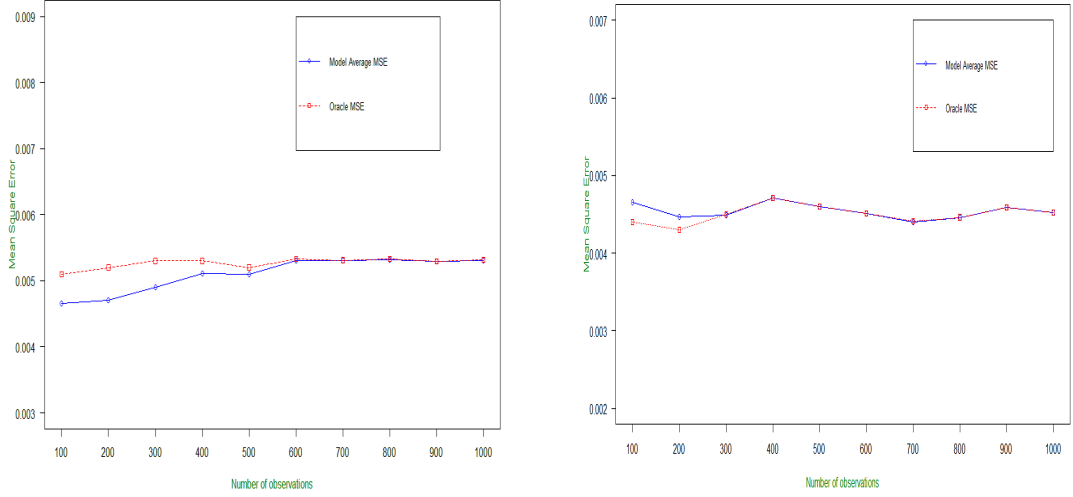 0.009
0.008
0.007
0.006
0.005
0.004
0.003
Mean Square Error
Model Average MSE
Oracle MSE
100 200 300 400 500 600 700 800 900 1000
Number of observations
0.007
0.006
0.005
0.004
0.003
0.002
Mean Square Error
Model Average MSE
Oracle MSE
100 200 300 400 500 600 700 800 900 1000
Number of observations